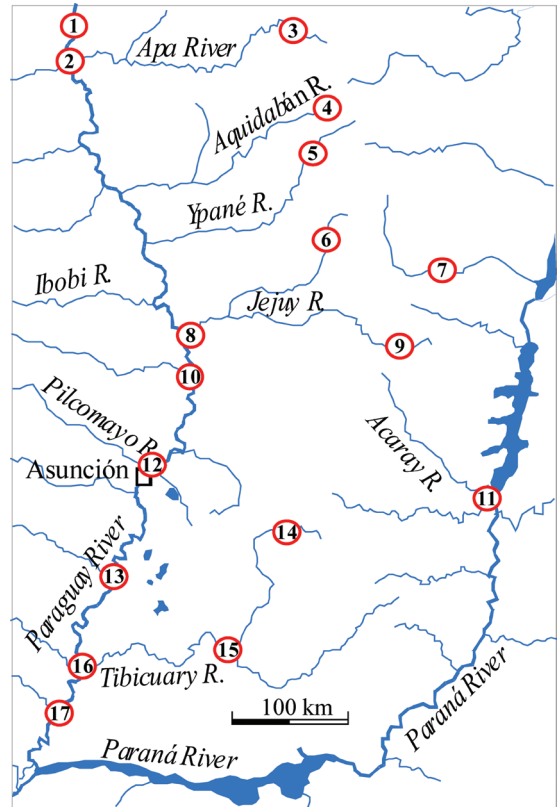 1
3
Apa River
2
Aquidabán R.
4
5
Ypané R.
6
7
Ibobi R.
Jejuy R.
8
9
10
Pilcomayo R.
Acaray R.
Asunción
12
11
14
Paraguay River
13
15
16
Tibicuary R.
17
100 km
Paraná River
Paraná River